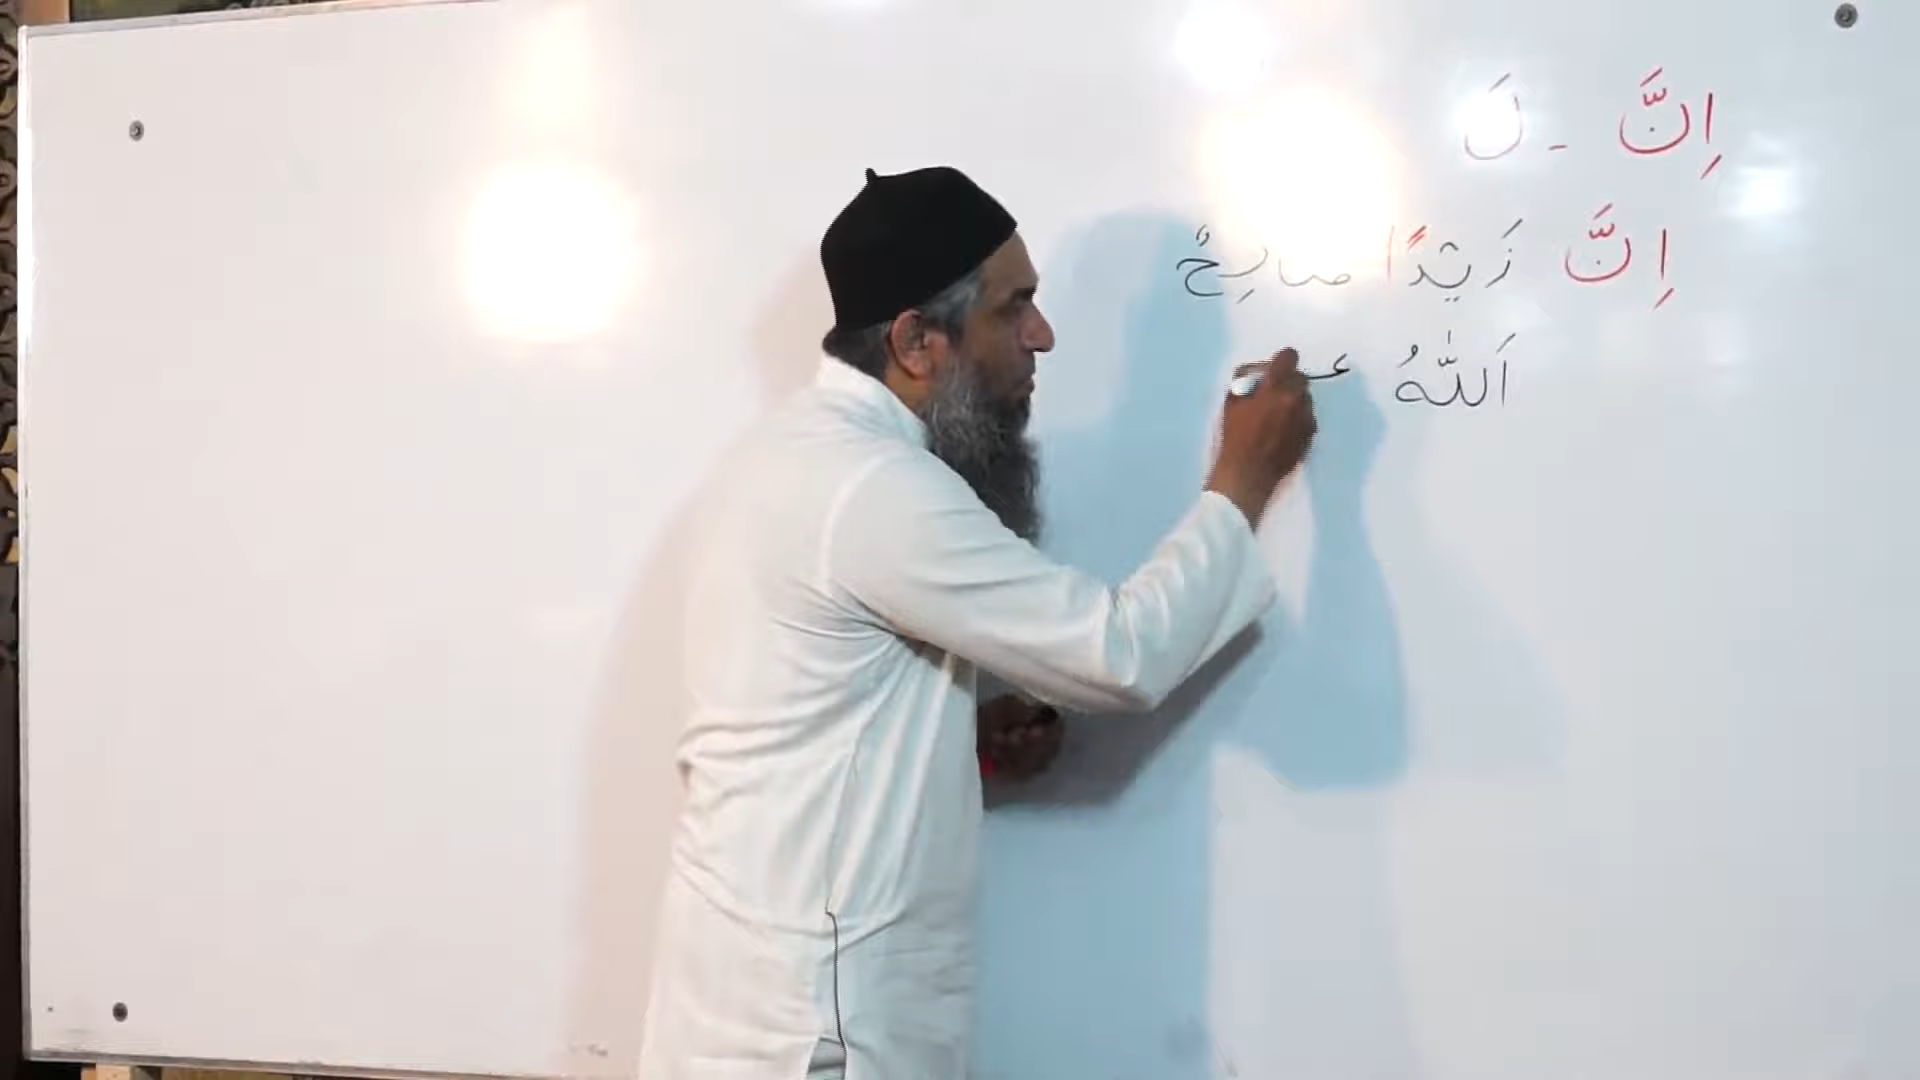 اِنَّ - لَ
اِنَّ زَيْدًا صَالِحٌ
اَللّٰهُ